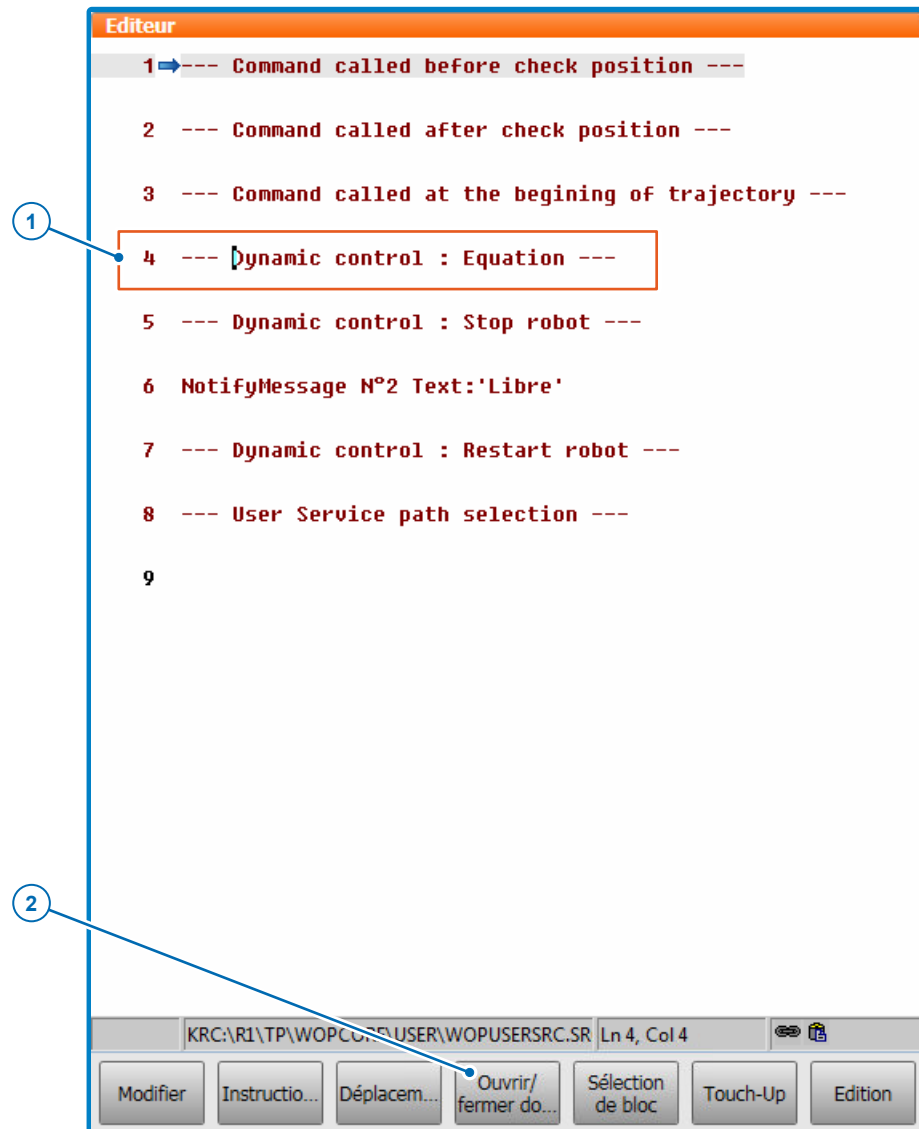 Editeur
1 --- Command called before check position ---
2 --- Command called after check position ---
3 --- Command called at the begining of trajectory ---
1
4 --- Dynamic control : Equation ---
5 --- Dynamic control : Stop robot ---
6 NotifyMessage N°2 Text:'Libre'
7 --- Dynamic control : Restart robot ---
8 --- User Service path selection ---
9
2
KRC:\R1\TP\WOPCORE\USER\WOPUSERSRC.SR Ln 4, Col 4
Modifier Instructio... Déplacem... Ouvrir/ fermer do... Sélection de bloc Touch-Up Edition